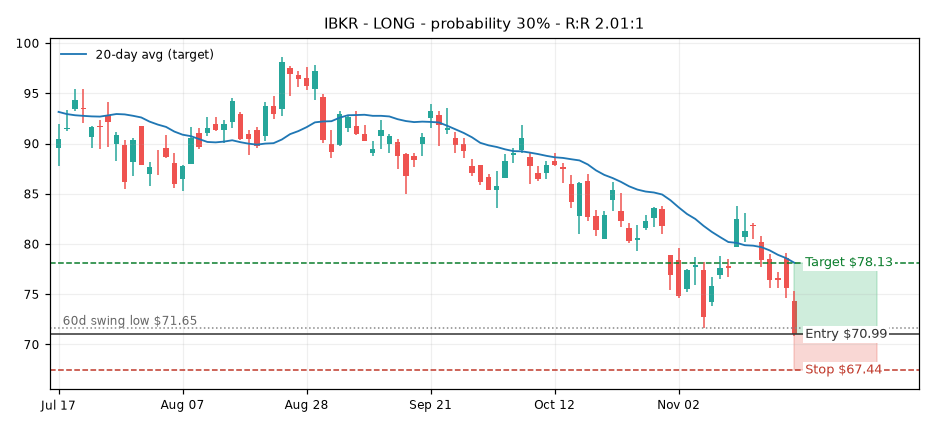 IBKR - LONG - probability 30% - R:R 2.01:1
20-day avg (target)
100
95
90
85
80
75
70
Target $78.13
60d swing low $71.65
Entry $70.99
Stop $67.44
Jul 17
Aug 07
Aug 28
Sep 21
Oct 12
Nov 02